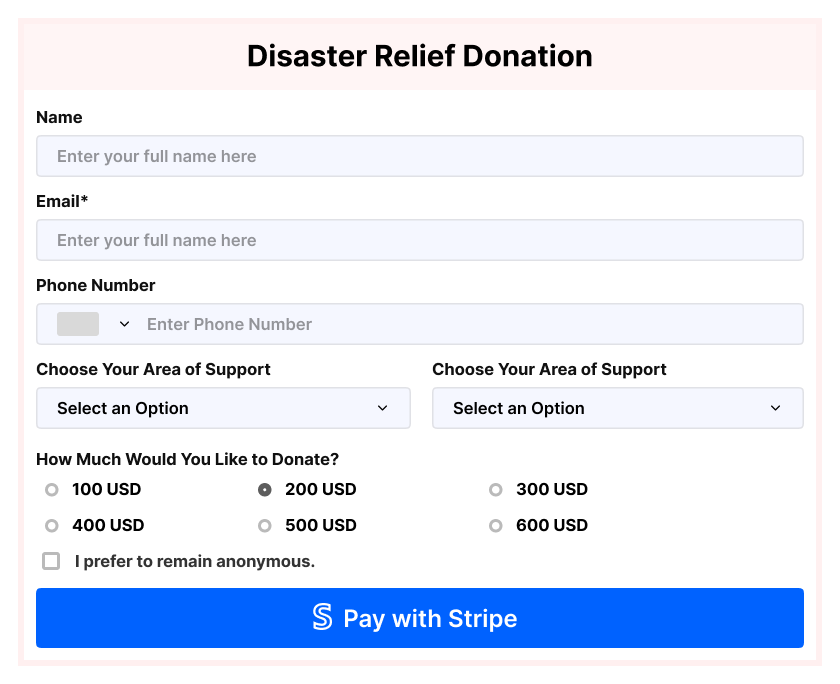 Disaster Relief Donation
Name
Enter your full name here
Email*
Enter your full name here
Phone Number
Enter Phone Number
Choose Your Area of Support Choose Your Area of Support
Select an Option Select an Option
How Much Would You Like to Donate?
100 USD 200 USD 300 USD
400 USD 500 USD 600 USD
I prefer to remain anonymous.
Pay with Stripe